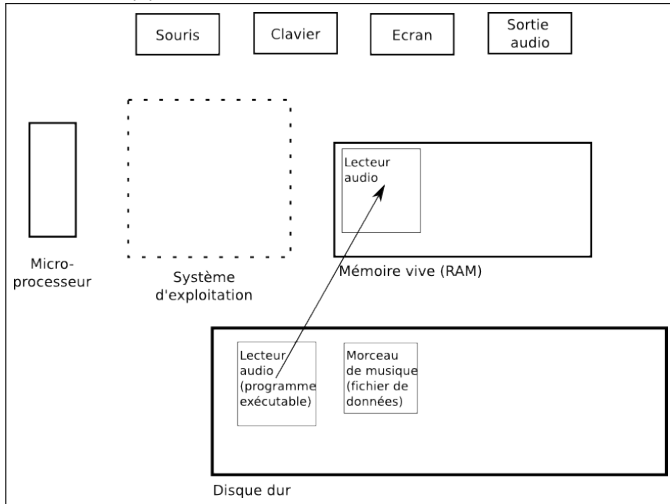 Souris
Clavier
Ecran
Sortie
audio
Lecteur
audio
Micro-
processeur
Système
d'exploitation
Mémoire vive (RAM)
Lecteur
audio
(programme
exécutable)
Morceau
de musique
(fichier de
données)
Disque dur